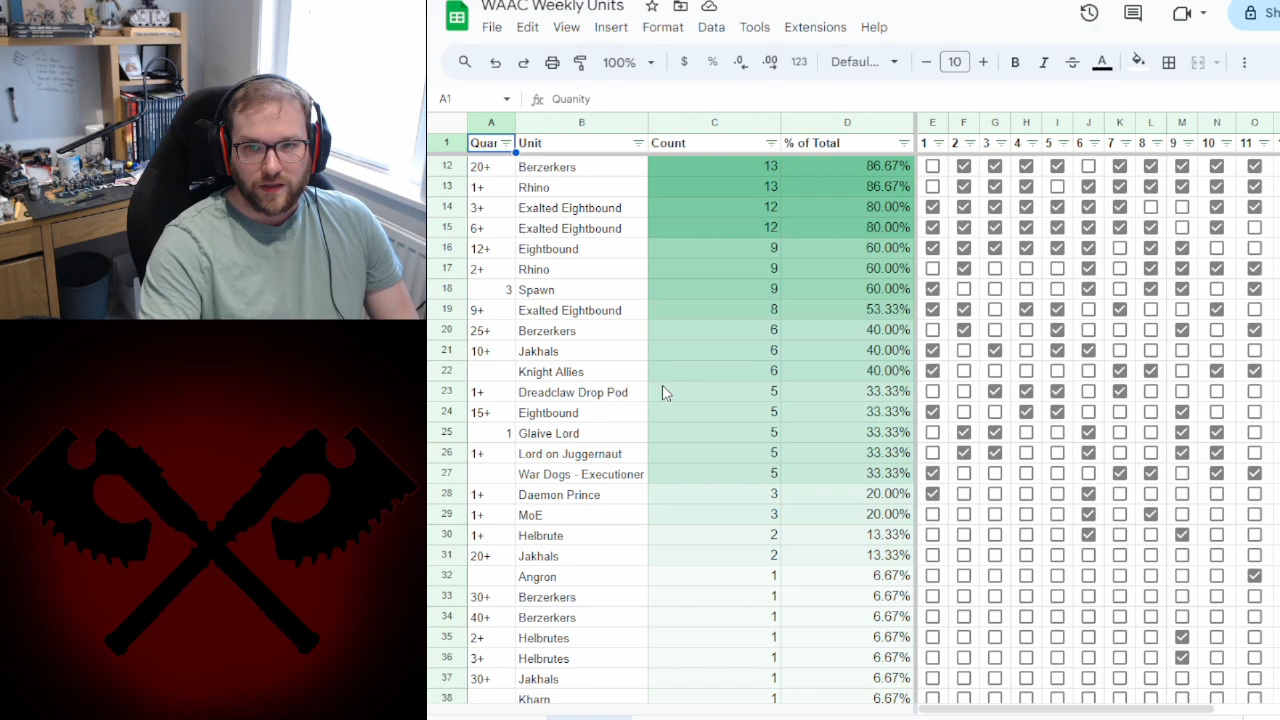 WAAC Weekly Units
File Edit View Insert Format Data Tools Extensions Help
100% $ % .0 .00 123 Defaul... 10 B I S A
A1 fx Quanity
A B C D E F G H I J K L M N O
1 Quar Unit Count % of Total 1 2 3 4 5 6 7 8 9 10 11
12 20+ Berzerkers 13 86.67%
13 1+ Rhino 13 86.67%
14 3+ Exalted Eightbound 12 80.00%
15 6+ Exalted Eightbound 12 80.00%
16 12+ Eightbound 9 60.00%
17 2+ Rhino 9 60.00%
18 3 Spawn 9 60.00%
19 9+ Exalted Eightbound 8 53.33%
20 25+ Berzerkers 6 40.00%
21 10+ Jakhals 6 40.00%
22 Knight Allies 6 40.00%
23 1+ Dreadclaw Drop Pod 5 33.33%
24 15+ Eightbound 5 33.33%
25 1 Glaive Lord 5 33.33%
26 1+ Lord on Juggernaut 5 33.33%
27 War Dogs - Executioner 5 33.33%
28 1+ Daemon Prince 3 20.00%
29 1+ MoE 3 20.00%
30 1+ Helbrute 2 13.33%
31 20+ Jakhals 2 13.33%
32 Angron 1 6.67%
33 30+ Berzerkers 1 6.67%
34 40+ Berzerkers 1 6.67%
35 2+ Helbrutes 1 6.67%
36 3+ Helbrutes 1 6.67%
37 30+ Jakhals 1 6.67%
38 Kharn 1 6.67%